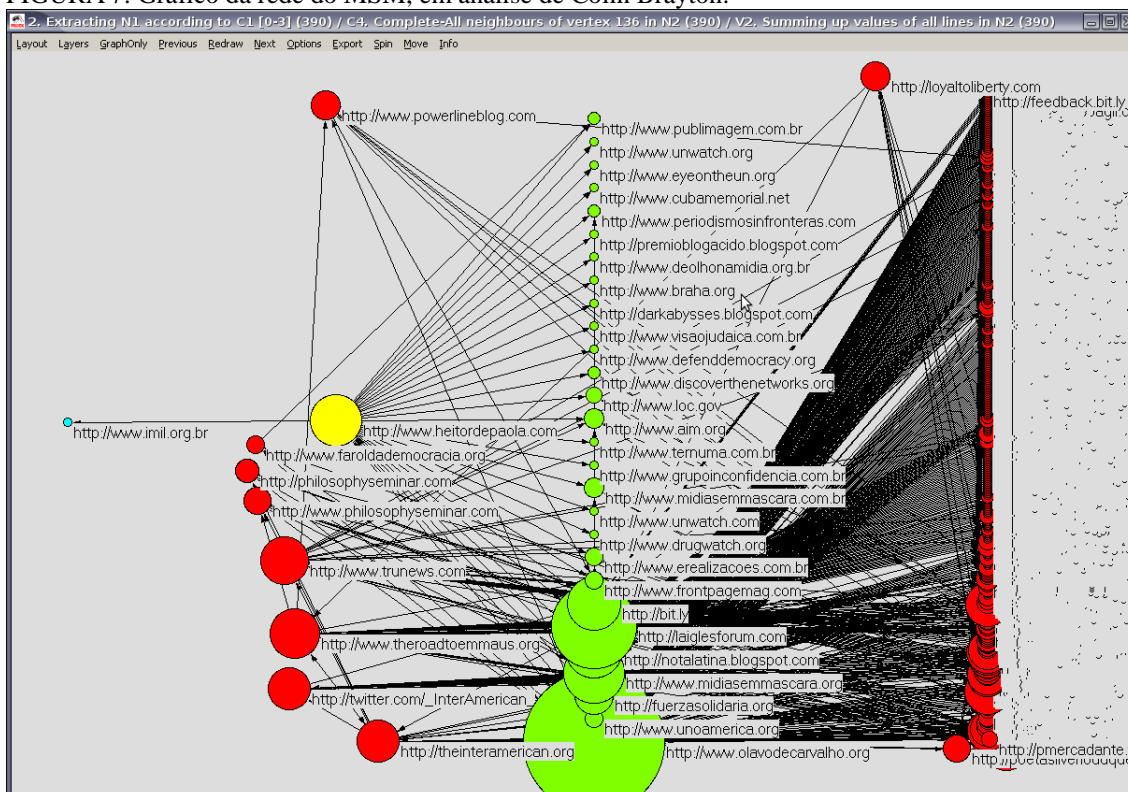 FIGURA 7: Gráfico da rede do MSM, em análise de Colin Brayton.
2. Extracting N1 according to C1 [0-3] (390) / C4. Complete-All neighbours of vertex 136 in N2 (390) / V2. Summing up values of all lines in N2 (390)
Layout Layers GraphOnly Previous Redraw Next Options Export Spin Move Info
http://loyaltoliberty.com
http://feedback.bit.ly
http://www.powerlineblog.com
http://www.publimagem.com.br
http://www.unwatch.org
http://www.eyeontheun.org
http://www.cubamemorial.net
http://www.periodismosinfronteras.com
http://premioblogacido.blogspot.com
http://www.deolhonamidia.org.br
http://www.braha.org
http://darkabysses.blogspot.com
http://www.visaojudaica.com.br
http://www.defenddemocracy.org
http://www.discoverthenetworks.org
http://www.loc.gov
http://www.imil.org.br
http://www.heitordepaola.com
http://www.aim.org
http://www.faroldademocracia.org
http://www.ternuma.com.br
http://philosophyseminar.com
http://www.grupoinconfidencia.com.br
http://www.midiasemmascara.com.br
http://www.philosophyseminar.com
http://www.unwatch.com
http://www.drugwatch.org
http://www.trunews.com
http://www.erealizacoes.com.br
http://www.frontpagemag.com
http://bit.ly
http://www.theroadtoemmaus.org
http://laiglesforum.com
http://notalatina.blogspot.com
http://www.midiasemmascara.org
http://twitter.com/_InterAmerican_
http://fuerzasolidaria.org
http://www.unoamerica.org
http://theinteramerican.org
http://www.olavodecarvalho.org
http://pmercadante.